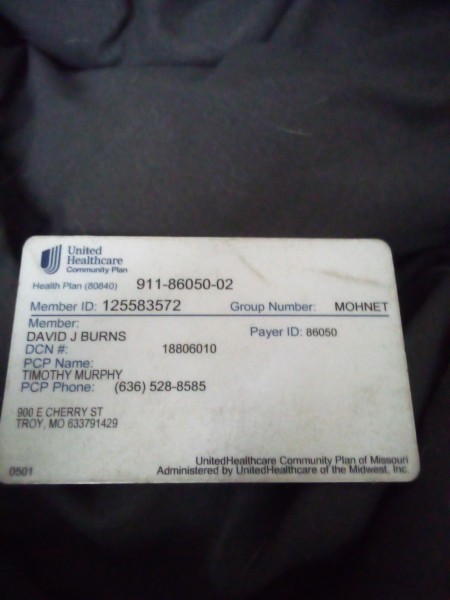 United
Healthcare
Community Plan
Health Plan (80840) 911-86050-02
Member ID: 125583572 Group Number: MOHNET
Member:
DAVID J BURNS Payer ID: 86050
DCN #: 18806010
PCP Name:
TIMOTHY MURPHY
PCP Phone: (636) 528-8585
900 E CHERRY ST
TROY, MO 633791429
UnitedHealthcare Community Plan of Missouri
0501 Administered by UnitedHealthcare of the Midwest, Inc.